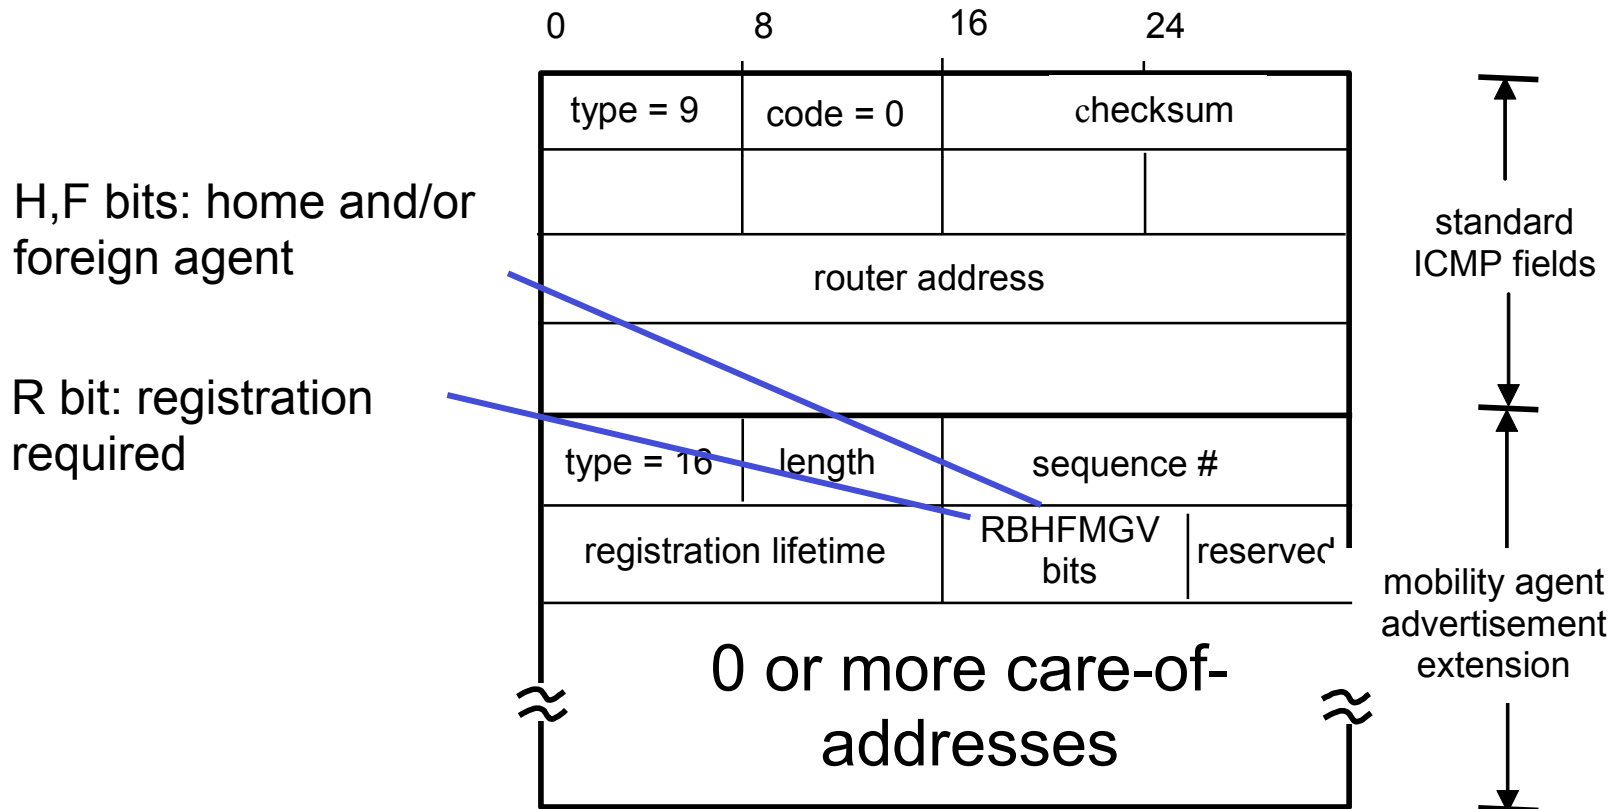 0 8 16 24
type = 9 code = 0 checksum
H,F bits: home and/or
foreign agent
standard
ICMP fields
router address
R bit: registration
required
type = 16 length sequence #
registration lifetime
RBHFMGV
bits
reserved
mobility agent
advertisement
extension
0 or more care-of-
addresses